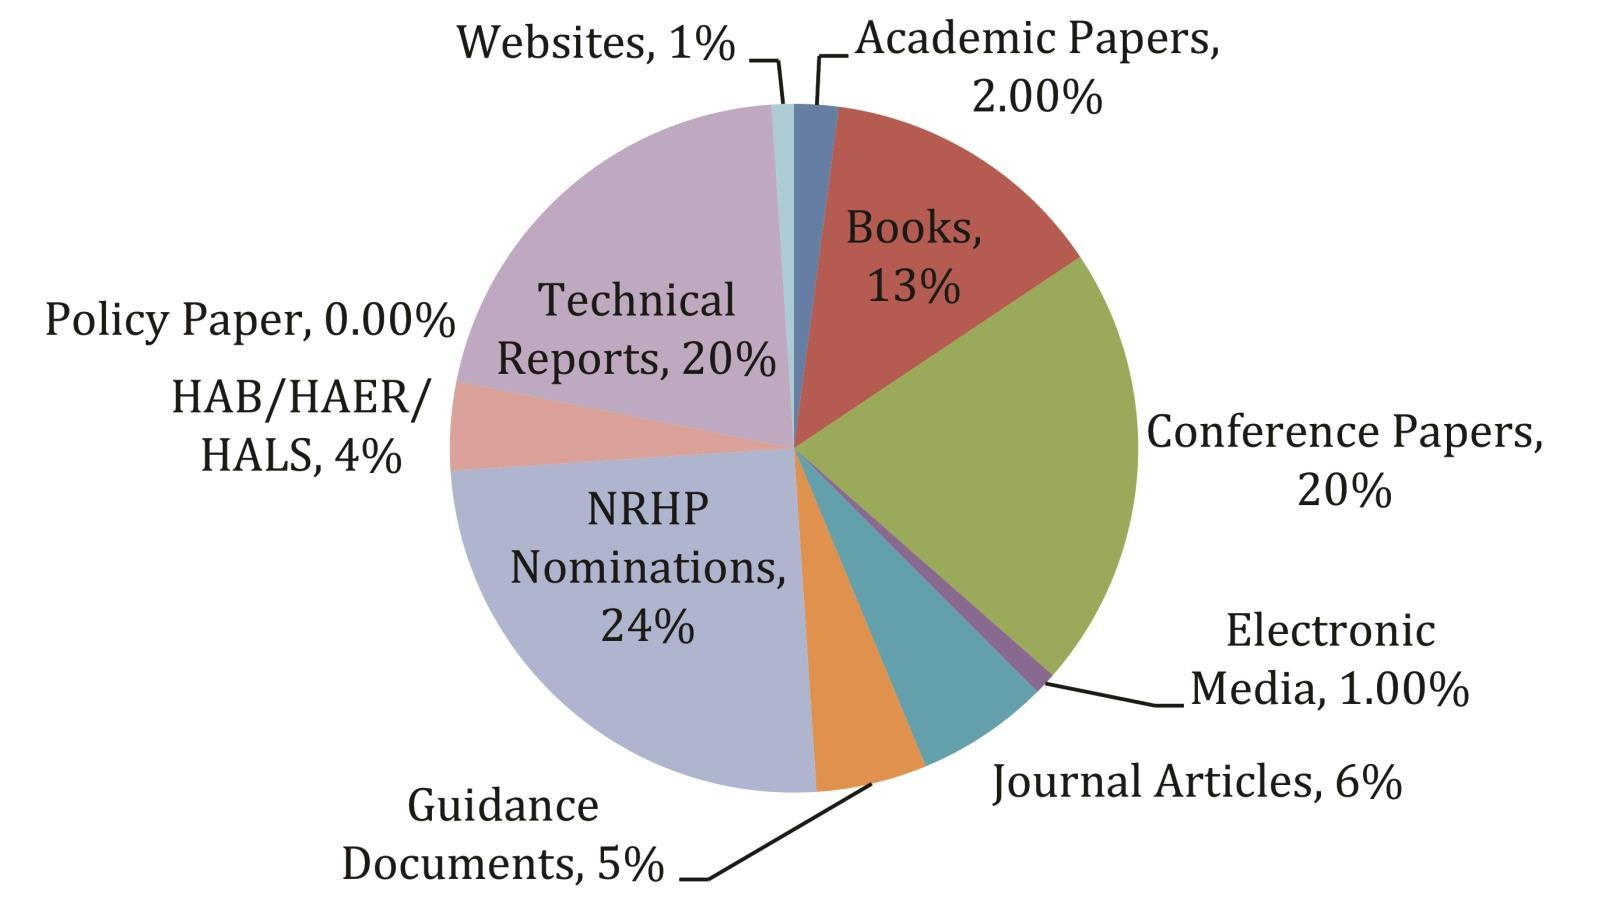 Websites, 1%
Academic Papers,
2.00%
Books,
13%
Technical
Reports, 20%
Policy Paper, 0.00%
HAB/HAER/
HALS, 4%
Conference Papers,
20%
NRHP
Nominations,
24%
Electronic
Media, 1.00%
Journal Articles, 6%
Guidance
Documents, 5%